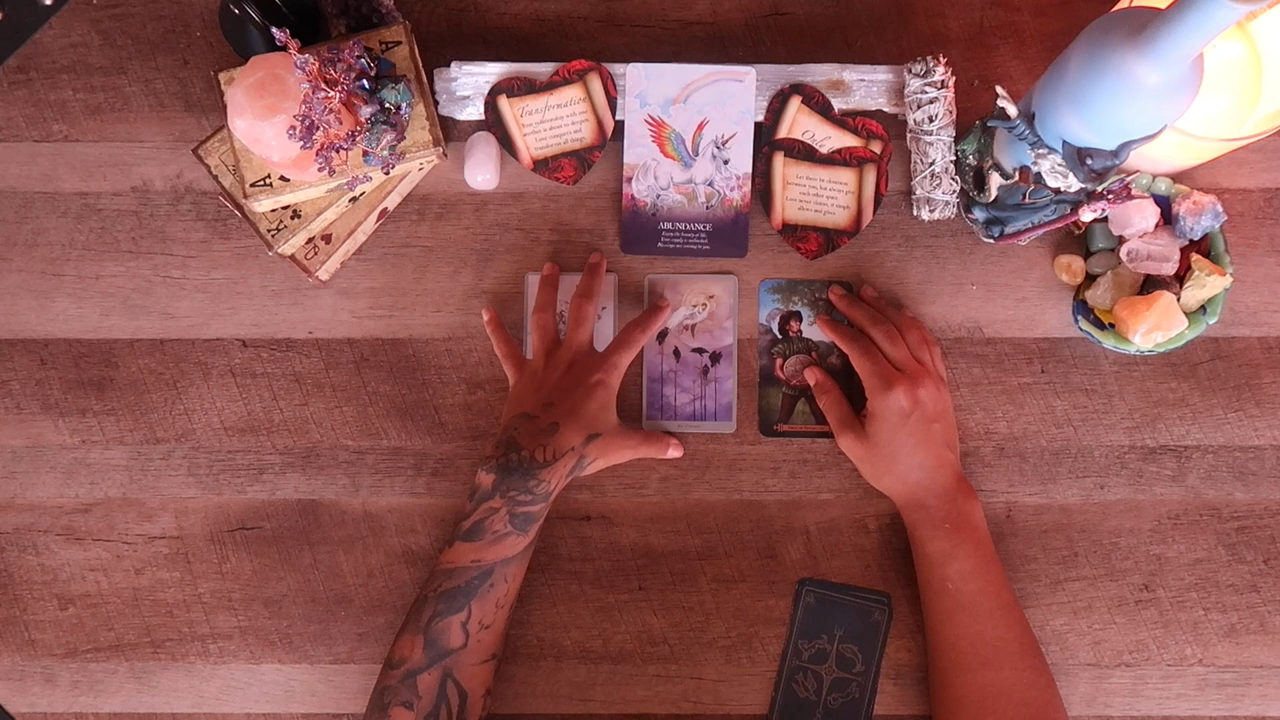 A
A
Transformation
Your relationship with one
another is about to deepen.
Love conquers and
transforms all things.
ABUNDANCE
Enjoy the beauty of life.
Your supply is unlimited.
Blessings are coming to you.
Let there be closeness
between you, but always give
each other space.
Love never claims, it simply
allows and gives.